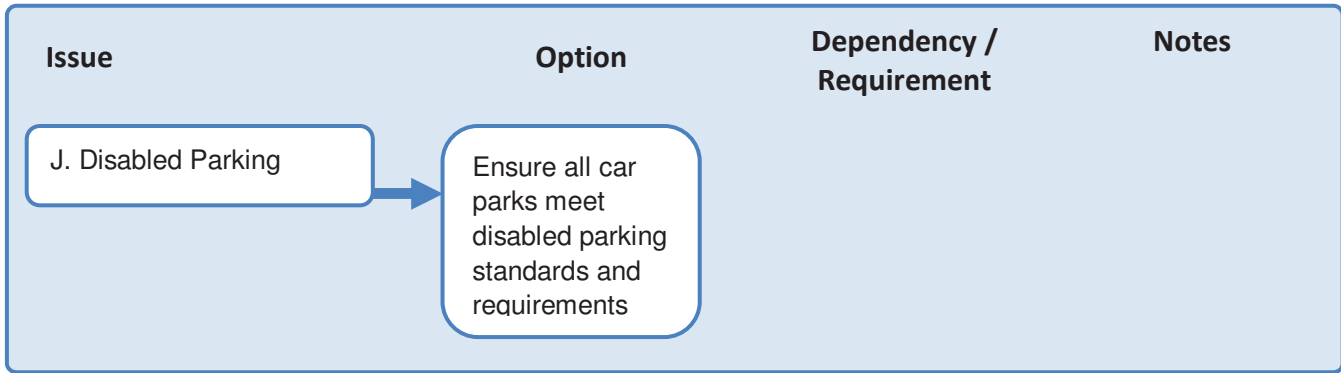 Issue
Option
Dependency /
Requirement
Notes
J. Disabled Parking
Ensure all car
parks meet
disabled parking
standards and
requirements